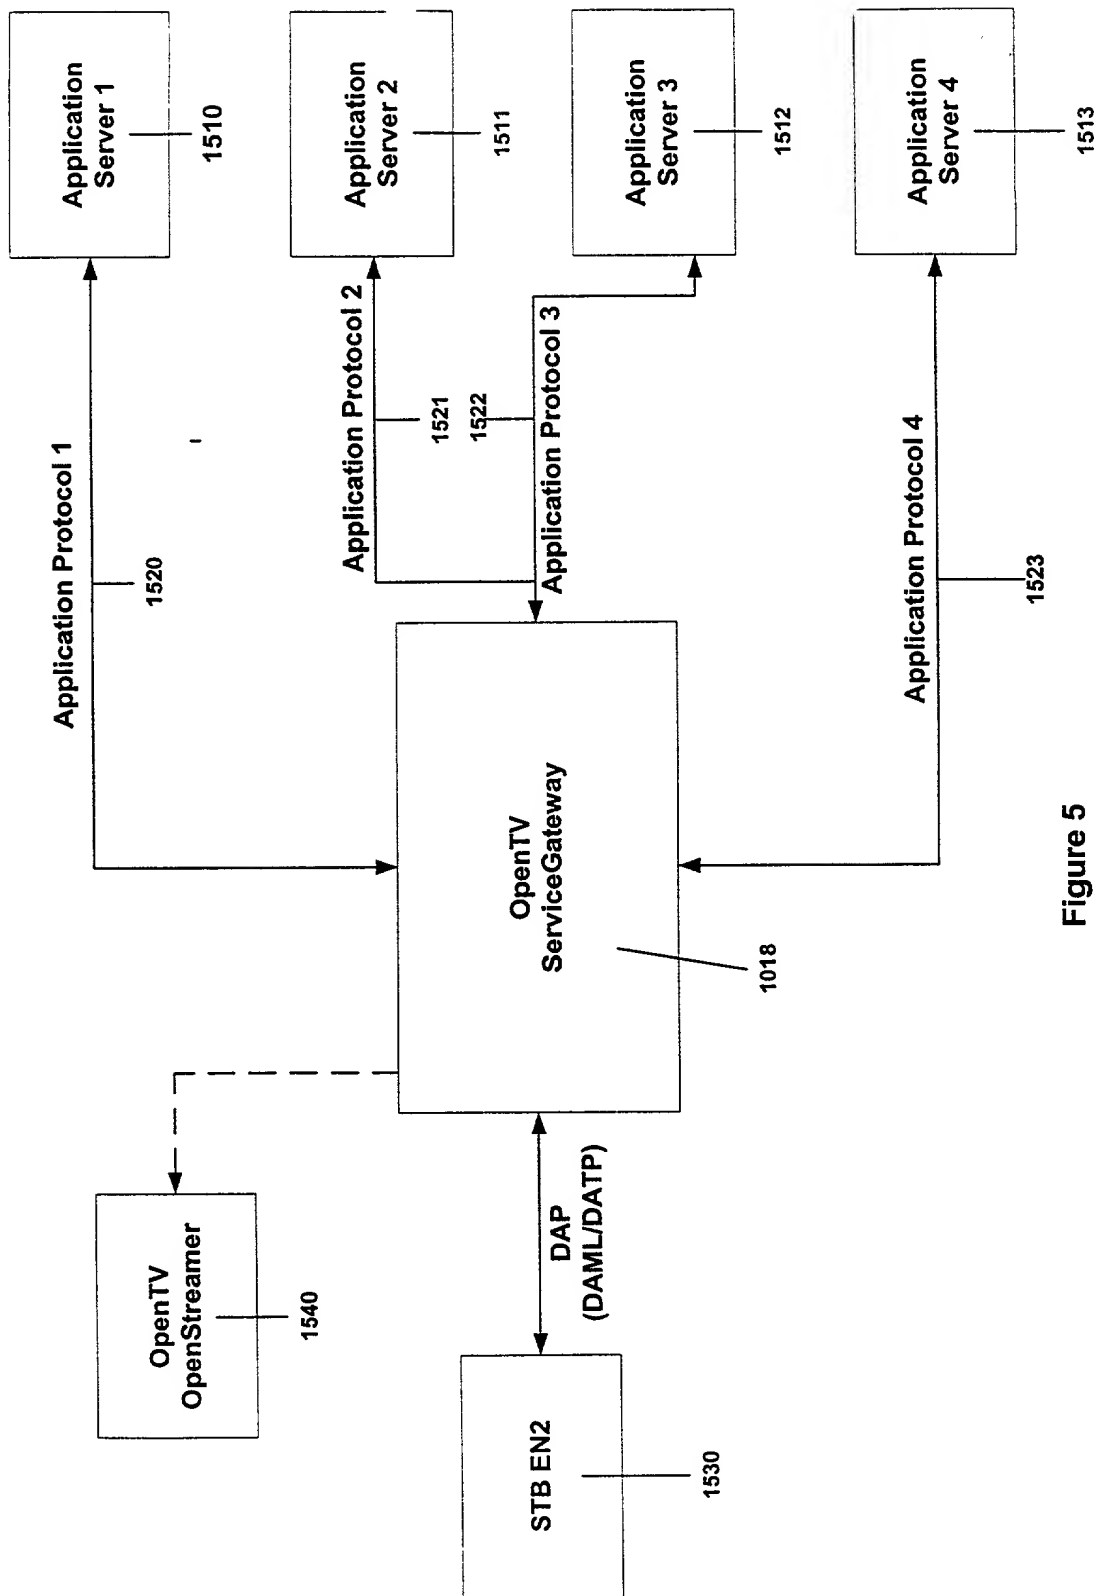 Application
Server 1
1510
Application
Server 2
1511
Application
Server 3
1512
Application
Server 4
1513
Application Protocol 1
1520
Application Protocol 2
1521
1522
Application Protocol 3
Application Protocol 4
1523
OpenTV
ServiceGateway
1018
OpenTV
OpenStreamer
1540
DAP
(DAML/DATP)
STB EN2
1530
Figure 5